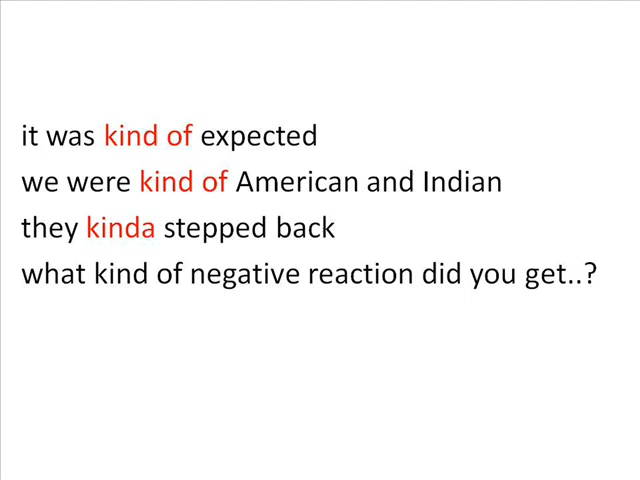 it was kind of expected
we were kind of American and Indian
they kinda stepped back
what kind of negative reaction did you get..?